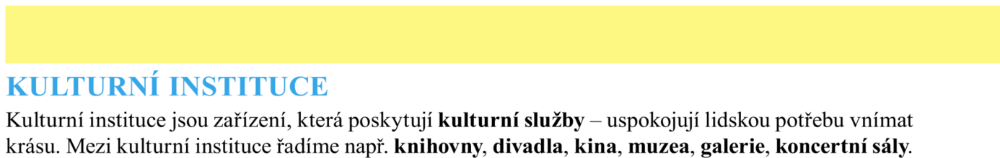 KULTURNÍ INSTITUCE
Kulturní instituce jsou zařízení, která poskytují kulturní služby – uspokojují lidskou potřebu vnímat
krásu. Mezi kulturní instituce řadíme např. knihovny, divadla, kina, muzea, galerie, koncertní sály.